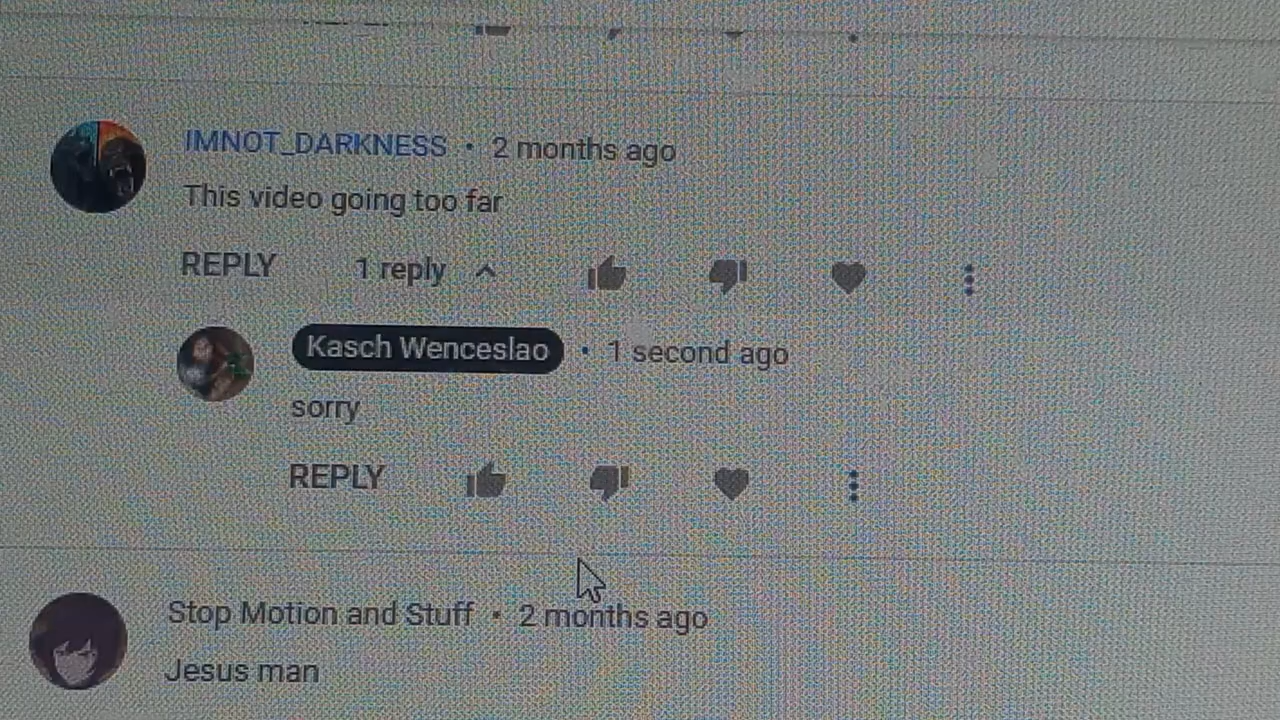 IMNOT_DARKNESS • 2 months ago
This video going too far
REPLY 1 reply
Kasch Wenceslao • 1 second ago
sorry
REPLY
Stop Motion and Stuff • 2 months ago
Jesus man